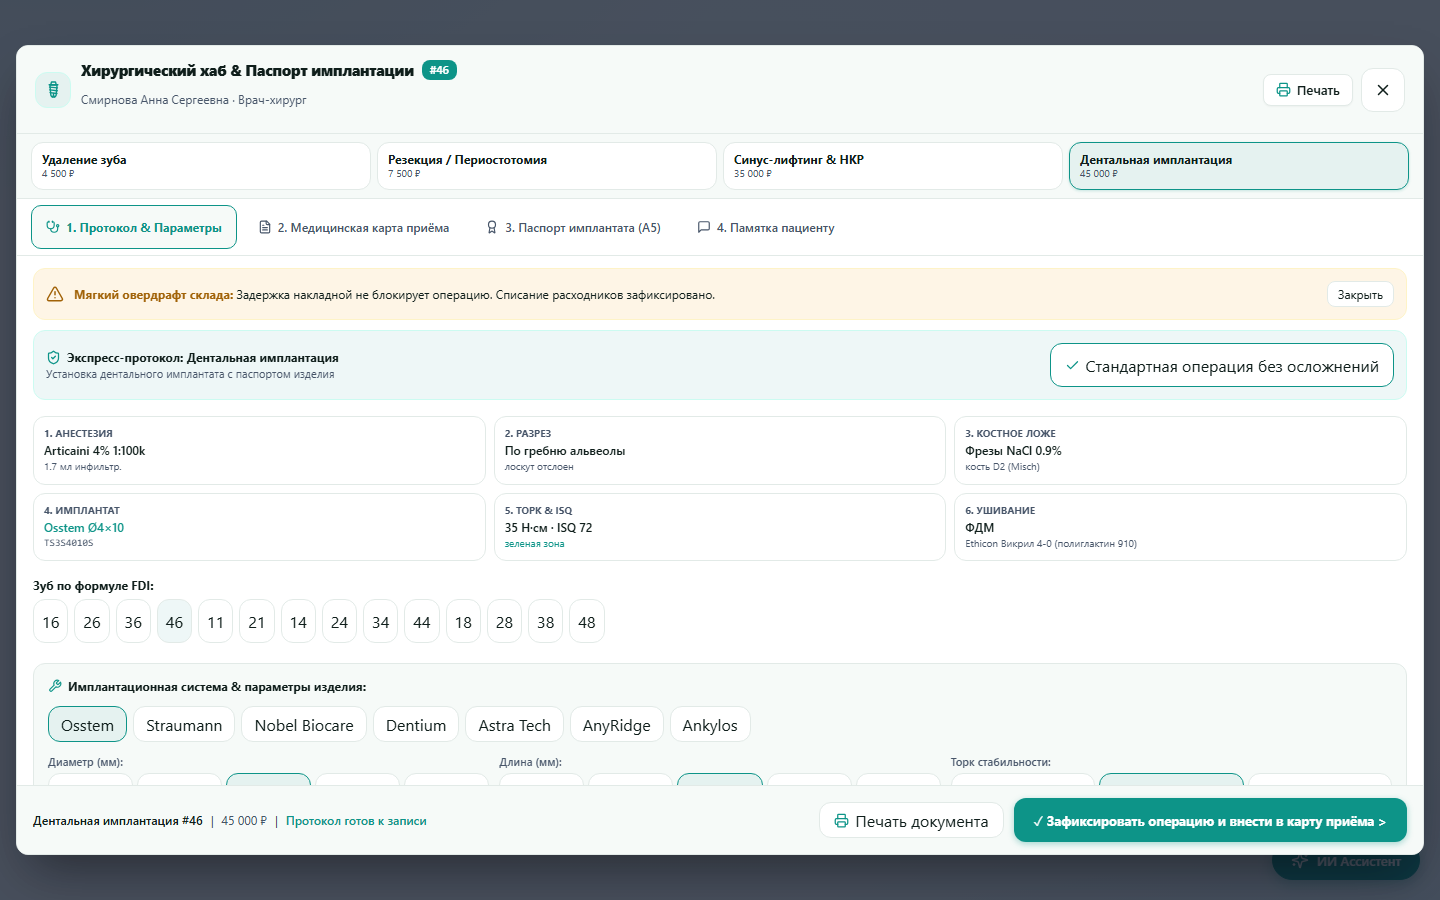 Хирургический хаб & Паспорт имплантации #46
Смирнова Анна Сергеевна · Врач-хирург
Печать
Удаление зуба
4 500 ₽
Резекция / Периостотомия
7 500 ₽
Синус-лифтинг & НКР
35 000 ₽
Дентальная имплантация
45 000 ₽
1. Протокол & Параметры
2. Медицинская карта приёма
3. Паспорт имплантата (А5)
4. Памятка пациенту
Мягкий овердрафт склада: Задержка накладной не блокирует операцию. Списание расходников зафиксировано.
Закрыть
Экспресс-протокол: Дентальная имплантация
Установка дентального имплантата с паспортом изделия
✓ Стандартная операция без осложнений
1. АНЕСТЕЗИЯ
Articaini 4% 1:100k
1.7 мл инфильтр.
2. РАЗРЕЗ
По гребню альвеолы
лоскут отслоен
3. КОСТНОЕ ЛОЖЕ
Фрезы NaCl 0.9%
кость D2 (Misch)
4. ИМПЛАНТАТ
Osstem Ø4×10
TS3S4010S
5. ТОРК & ISQ
35 Н·см · ISQ 72
зеленая зона
6. УШИВАНИЕ
ФДМ
Ethicon Викрил 4-0 (полиглактин 910)
Зуб по формуле FDI:
16 26 36 46 11 21 14 24 34 44 18 28 38 48
Имплантационная система & параметры изделия:
Osstem Straumann Nobel Biocare Dentium Astra Tech AnyRidge Ankylos
Диаметр (мм):
Длина (мм):
Торк стабильности:
Дентальная имплантация #46 | 45 000 ₽ | Протокол готов к записи
Печать документа
✓ Зафиксировать операцию и внести в карту приёма >
ИИ Ассистент